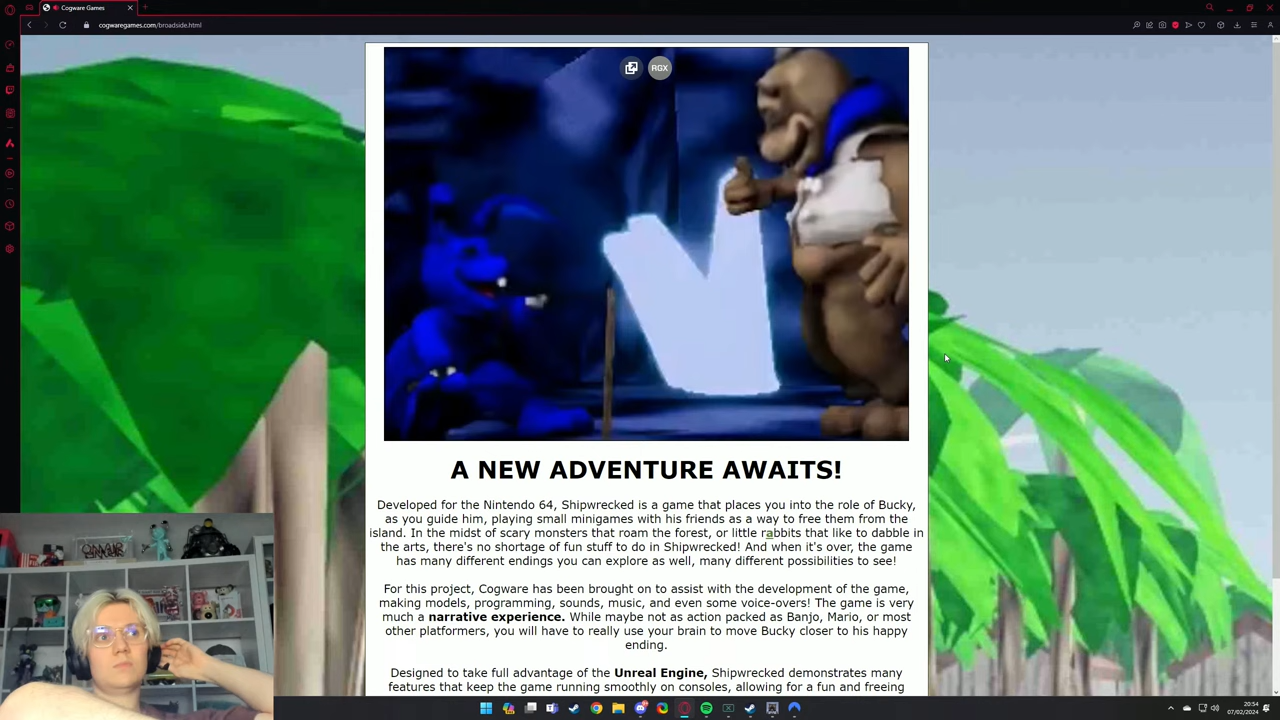 Cogware Games
cogwaregames.com/broadside.html
RGX
A NEW ADVENTURE AWAITS!
Developed for the Nintendo 64, Shipwrecked is a game that places you into the role of Bucky,
as you guide him, playing small minigames with his friends as a way to free them from the
island. In the midst of scary monsters that roam the forest, or little rabbits that like to dabble in
the arts, there's no shortage of fun stuff to do in Shipwrecked! And when it's over, the game
has many different endings you can explore as well, many different possibilities to see!
For this project, Cogware has been brought on to assist with the development of the game,
making models, programming, sounds, music, and even some voice-overs! The game is very
much a narrative experience. While maybe not as action packed as Banjo, Mario, or most
other platformers, you will have to really use your brain to move Bucky closer to his happy
ending.
Designed to take full advantage of the Unreal Engine, Shipwrecked demonstrates many
features that keep the game running smoothly on consoles, allowing for a fun and freeing
20:54
07/02/2024